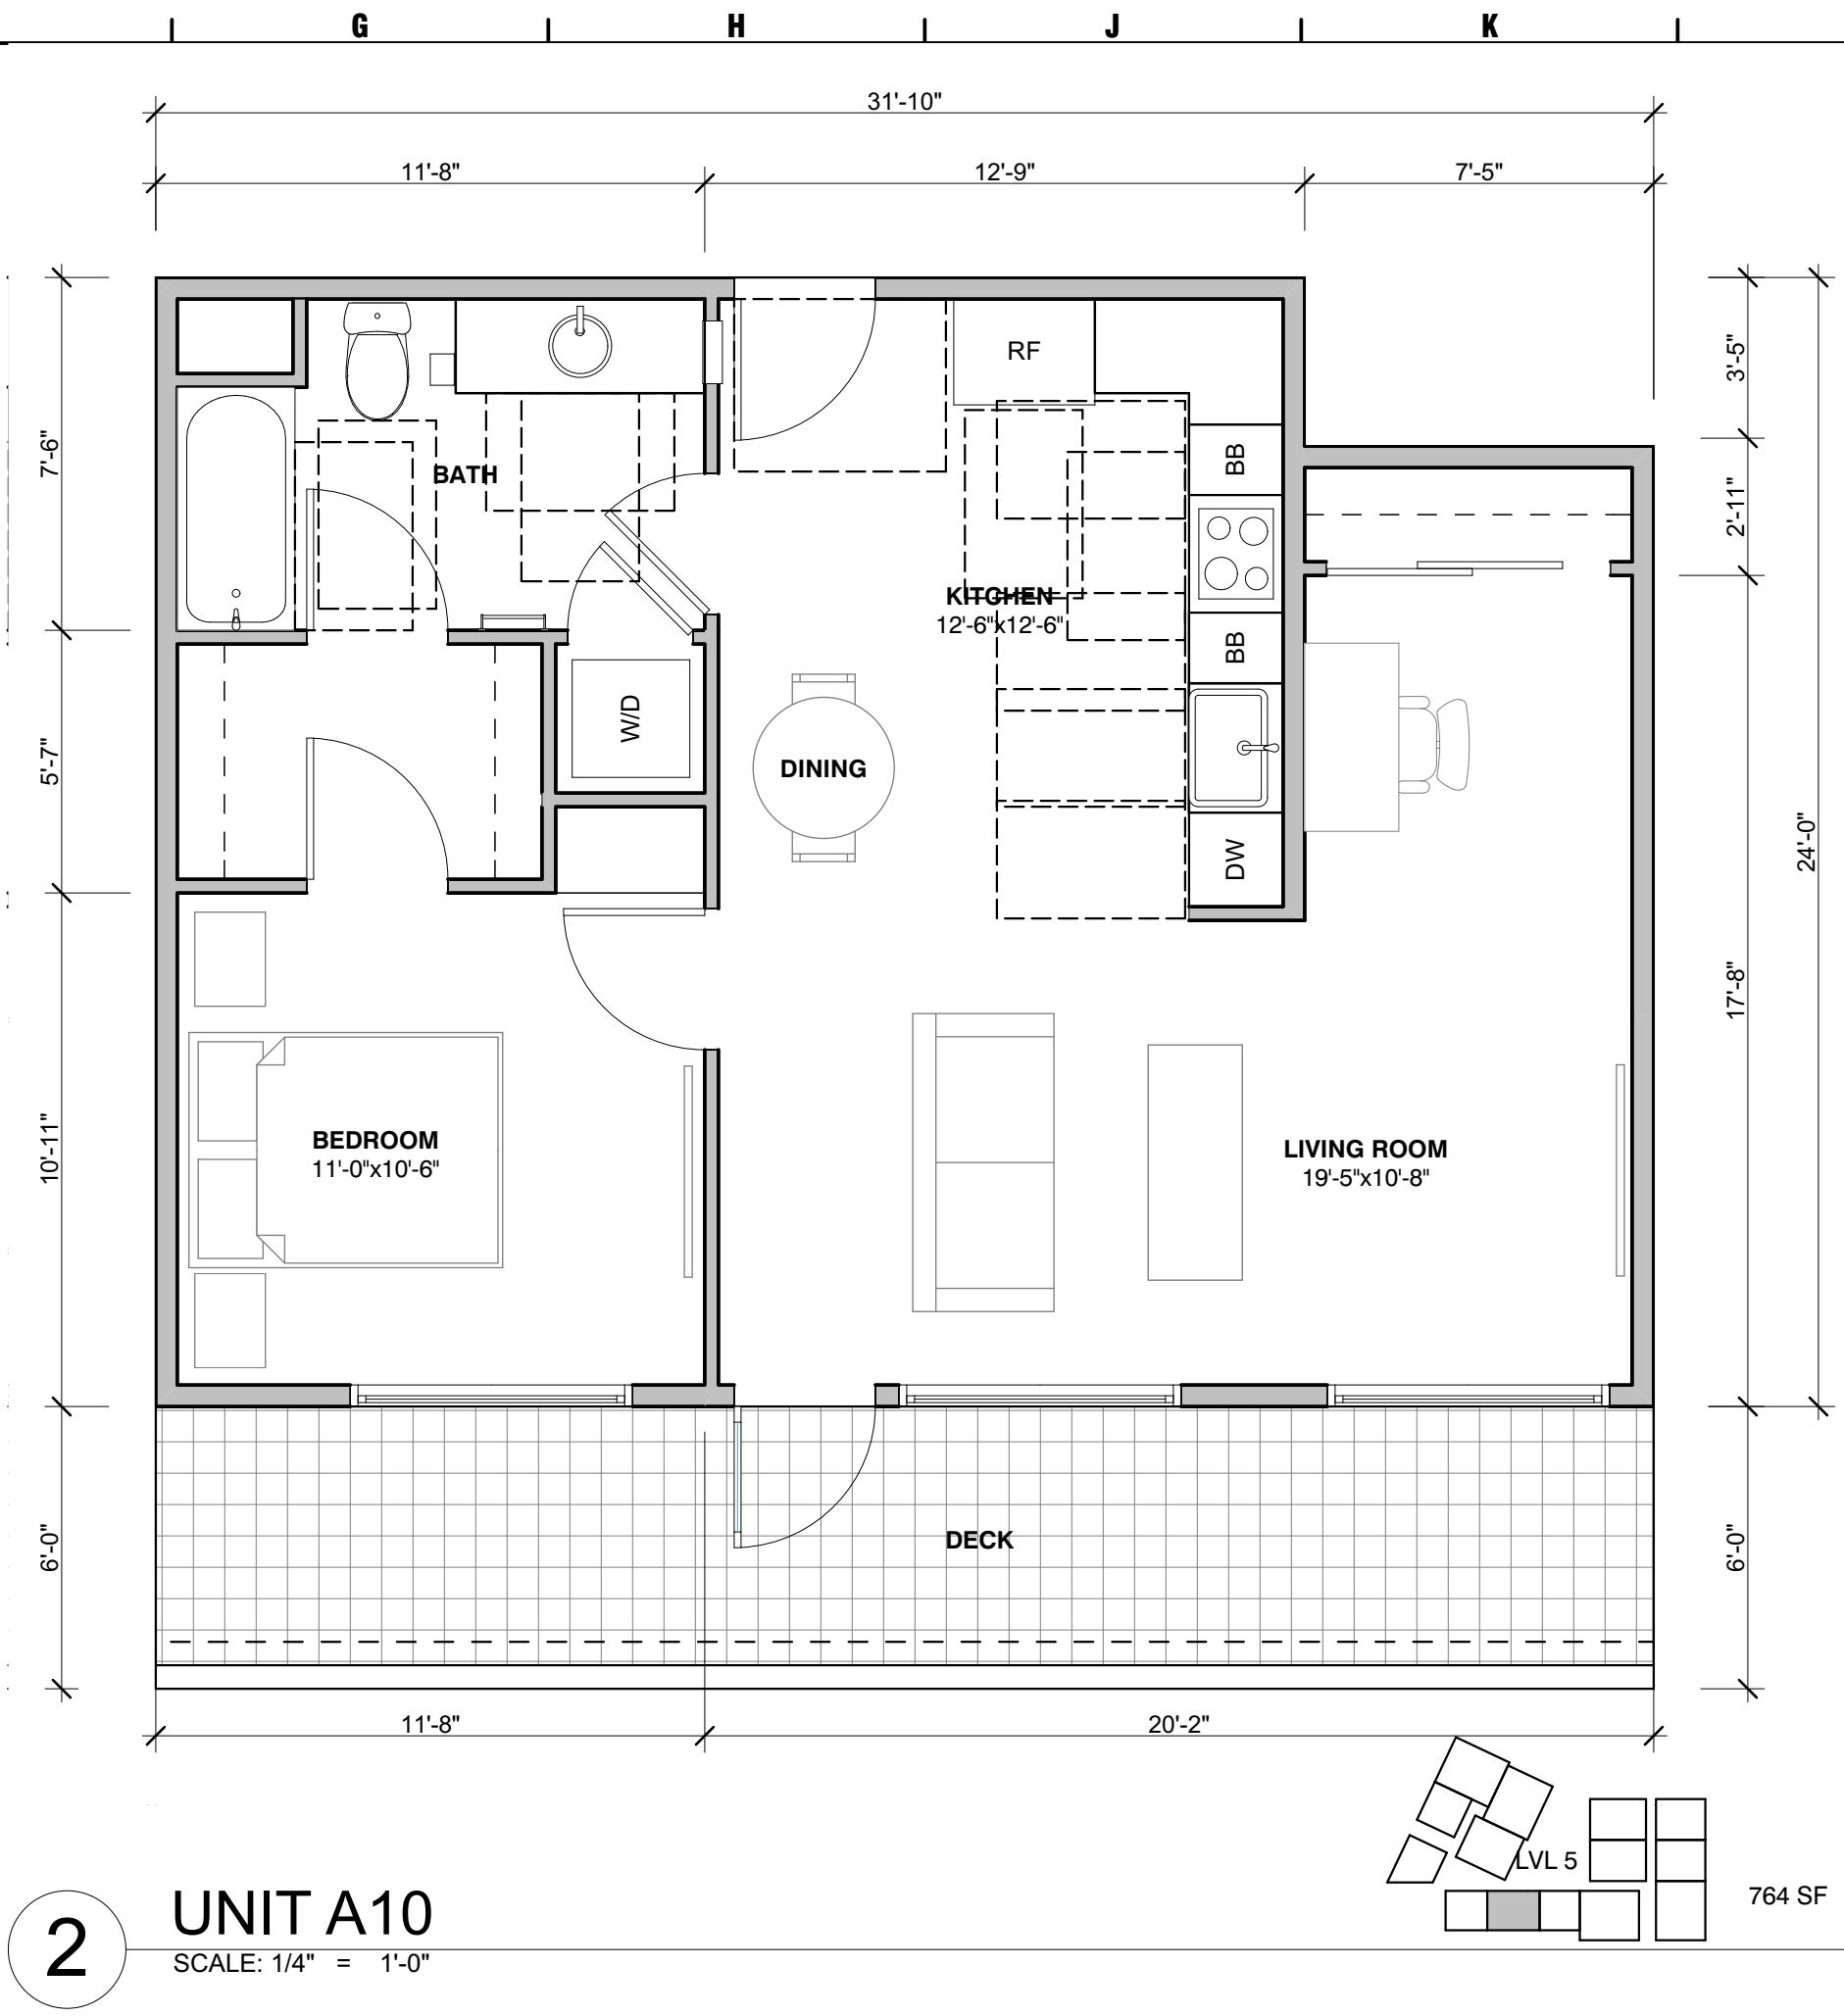 G H J K
31'-10"
11'-8" 12'-9" 7'-5"
RF
3'-5"
7'-6"
BATH
BB
2'-11"
KITCHEN
12'-6"x12'-6"
BB
W/D
5'-7"
DINING
DW
24'-0"
17'-8"
10'-11"
BEDROOM
11'-0"x10'-6"
LIVING ROOM
19'-5"x10'-8"
6'-0"
DECK
6'-0"
11'-8" 20'-2"
LVL 5
764 SF
2
UNIT A10
SCALE: 1/4" = 1'-0"